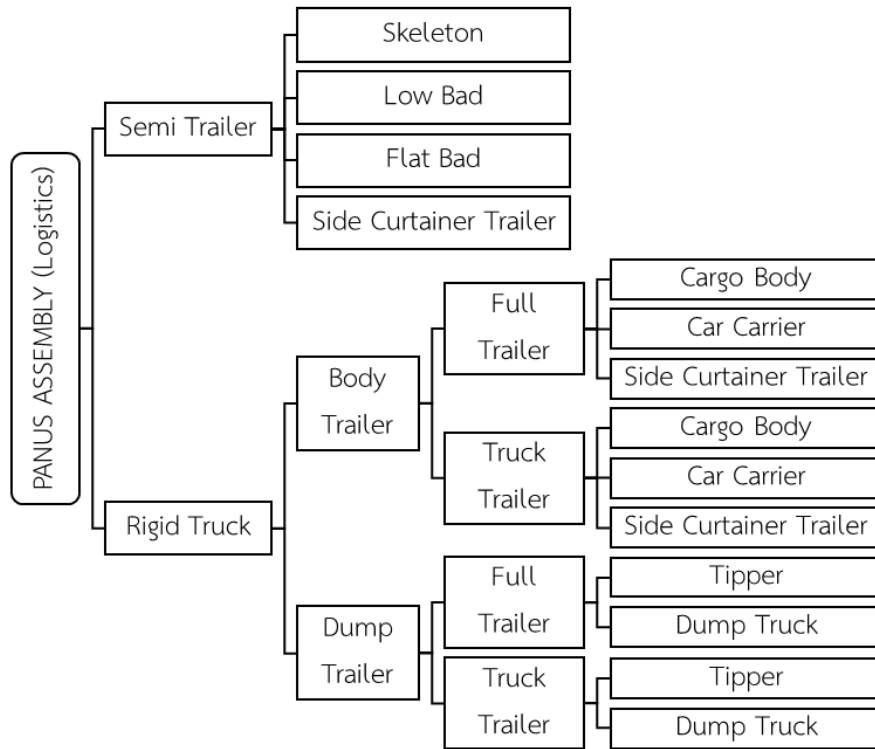 PANUS ASSEMBLY (Logistics)
Semi Trailer
Skeleton
Low Bad
Flat Bad
Side Curtainer Trailer
Rigid Truck
Body
Trailer
Full
Trailer
Cargo Body
Car Carrier
Side Curtainer Trailer
Truck
Trailer
Cargo Body
Car Carrier
Side Curtainer Trailer
Dump
Trailer
Full
Trailer
Tipper
Dump Truck
Truck
Trailer
Tipper
Dump Truck